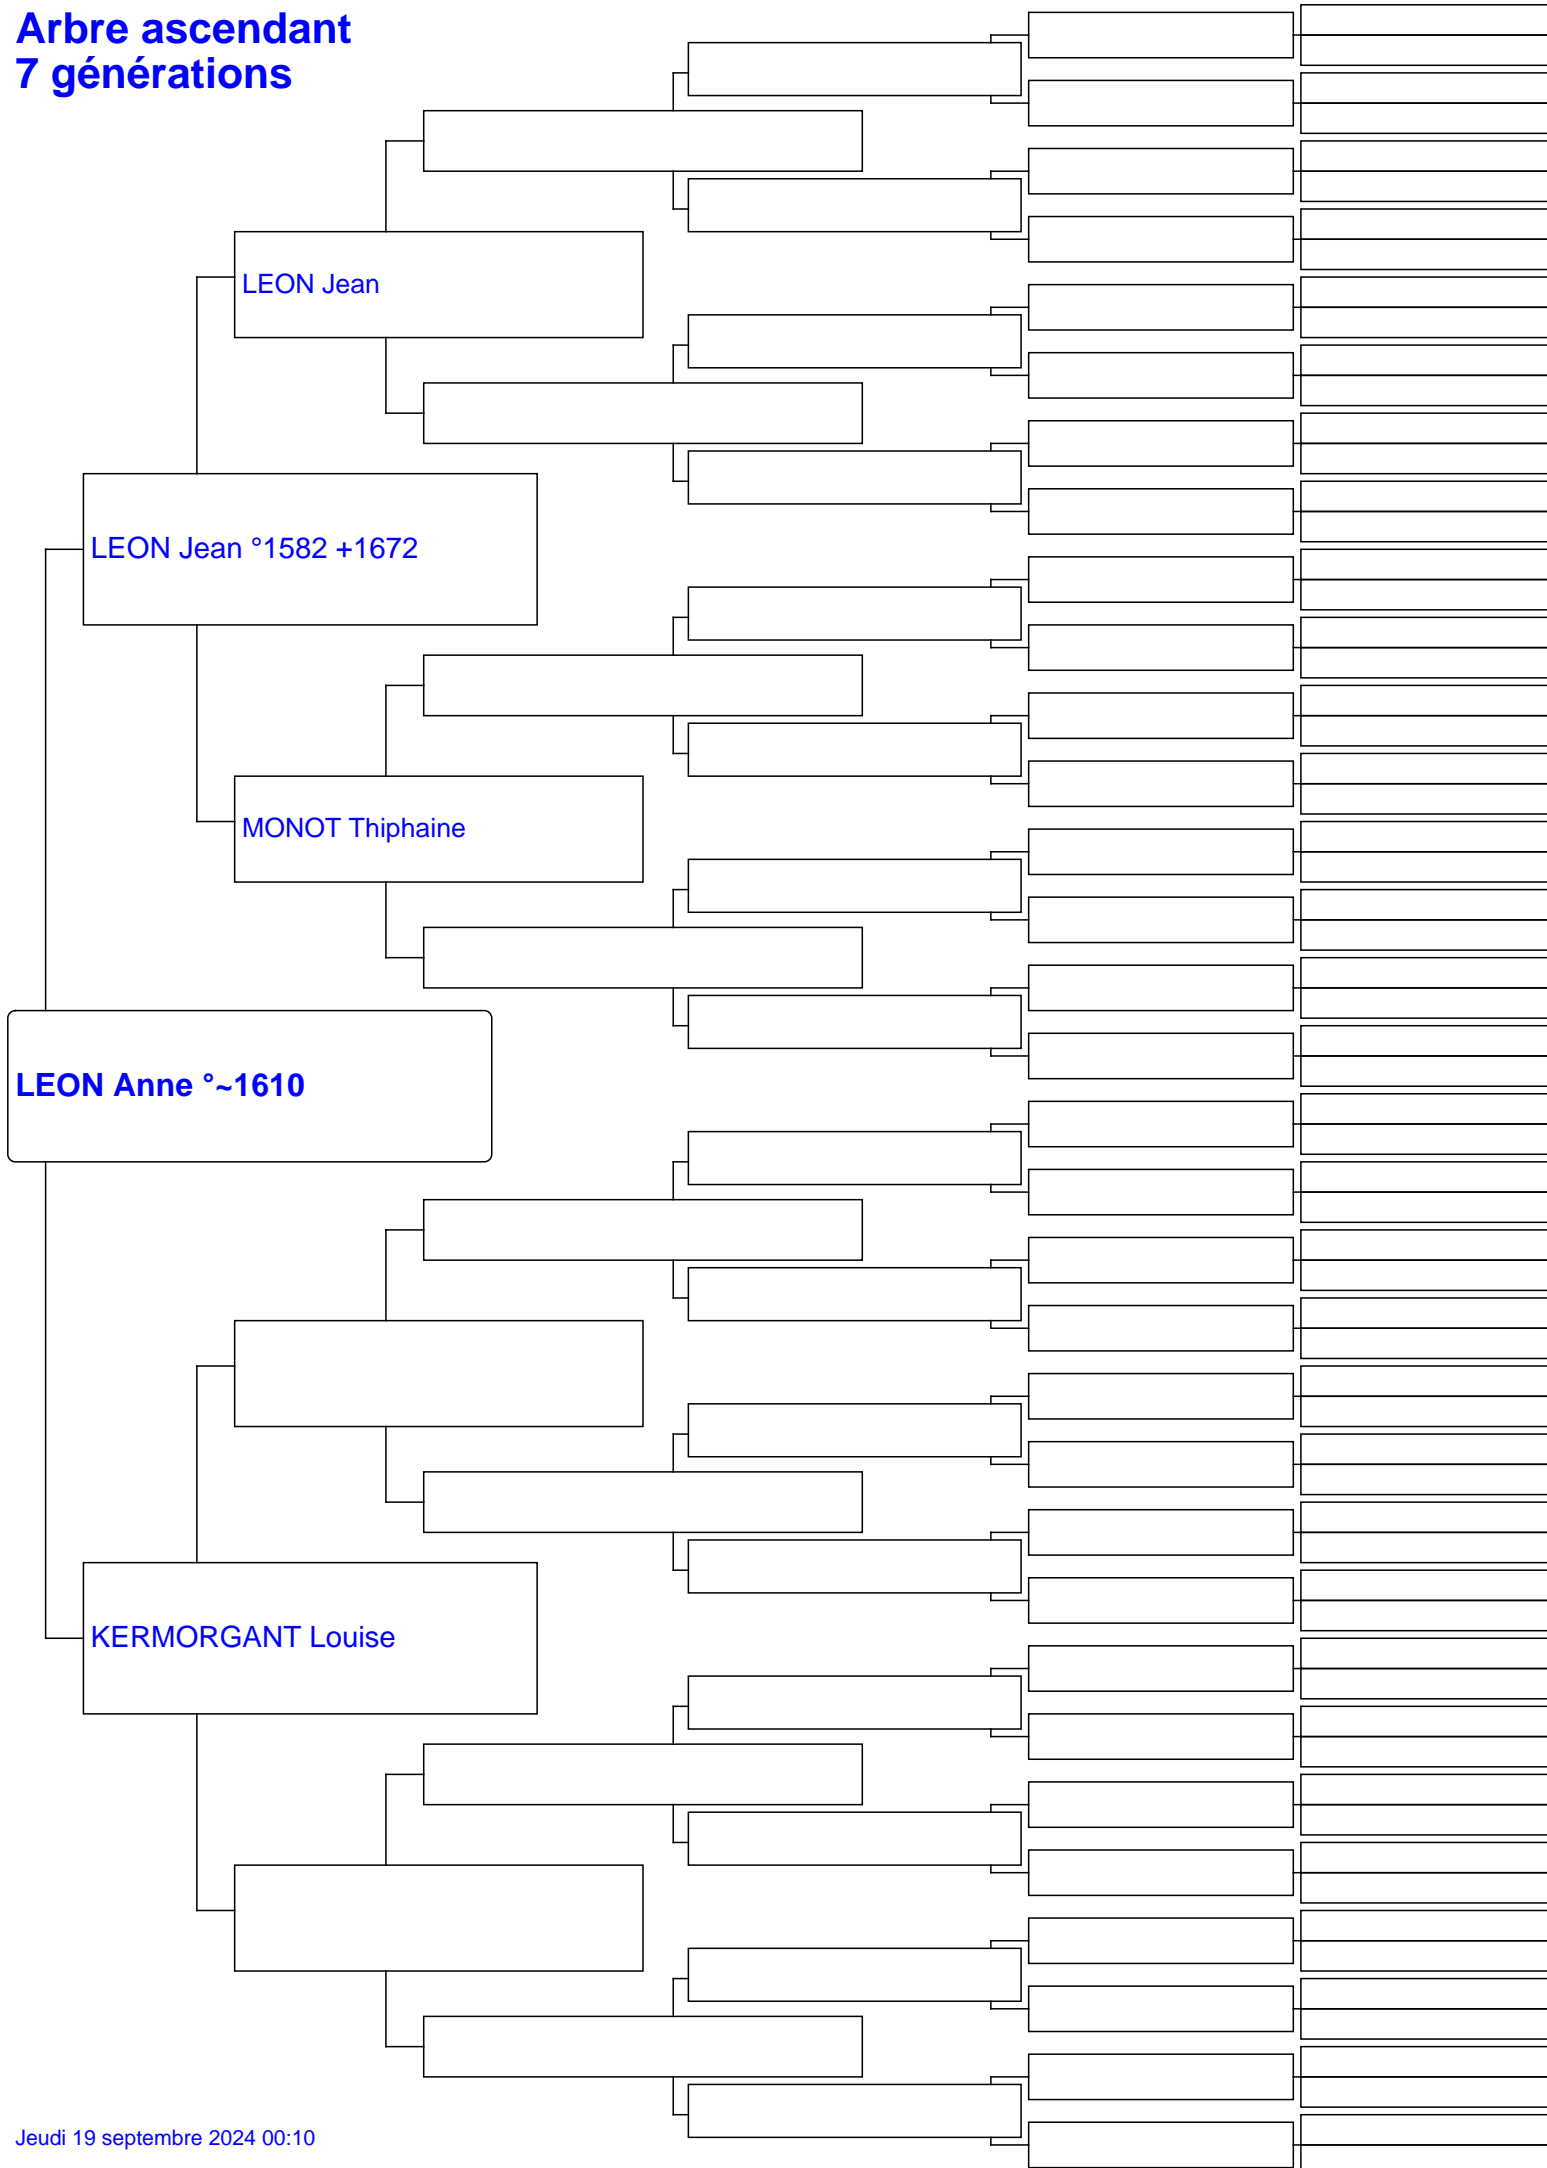 Arbre ascendant
7 générations
LEON Jean
LEON Jean °1582 +1672
MONOT Thiphaine
LEON Anne °~1610
KERMORGANT Louise
Jeudi 19 septembre 2024 00:10